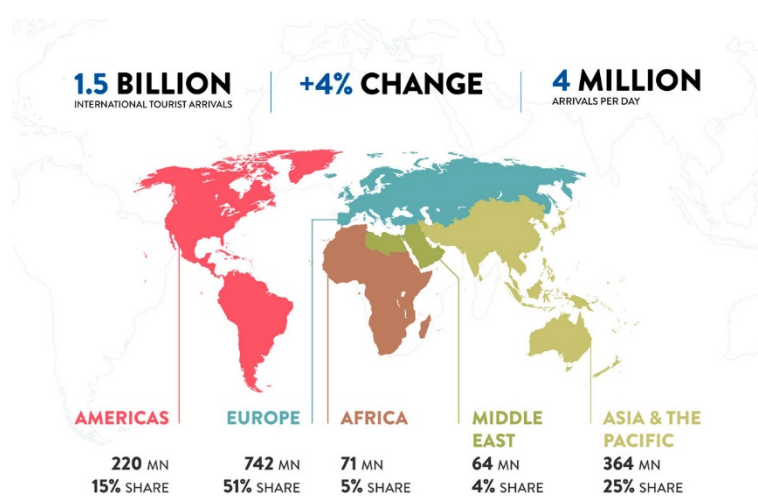 1.5 BILLION
INTERNATIONAL TOURIST ARRIVALS
+4% CHANGE
4 MILLION
ARRIVALS PER DAY
AMERICAS
220 MN
15% SHARE
EUROPE
742 MN
51% SHARE
AFRICA
71 MN
5% SHARE
MIDDLE
EAST
64 MN
4% SHARE
ASIA & THE
PACIFIC
364 MN
25% SHARE